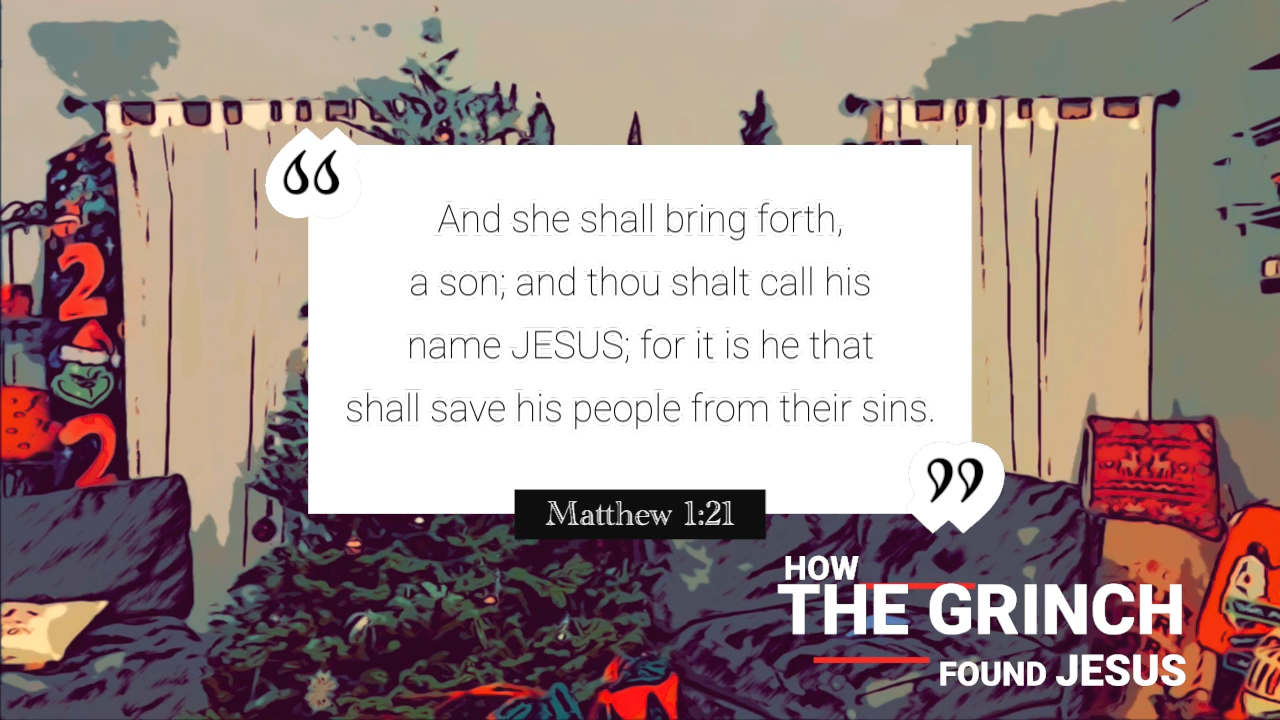 “
And she shall bring forth,
a son; and thou shalt call his
name JESUS; for it is he that
shall save his people from their sins.
”
Matthew 1:21
2
2
HOW
THE GRINCH
FOUND JESUS